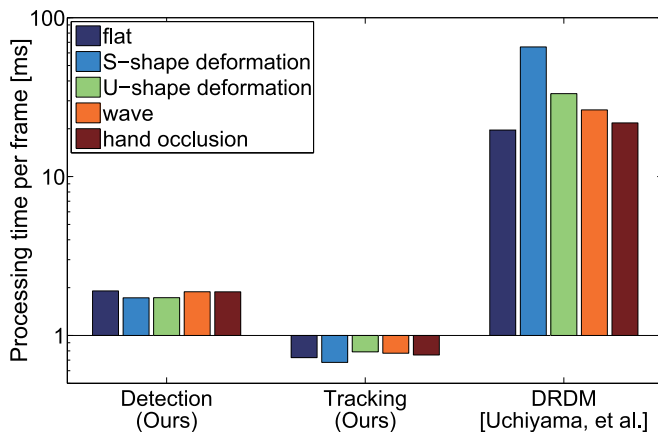 Processing time per frame [ms]
100
10
1
flat
S-shape deformation
U-shape deformation
wave
hand occlusion
Detection
(Ours)
Tracking
(Ours)
DRDM
[Uchiyama, et al.]